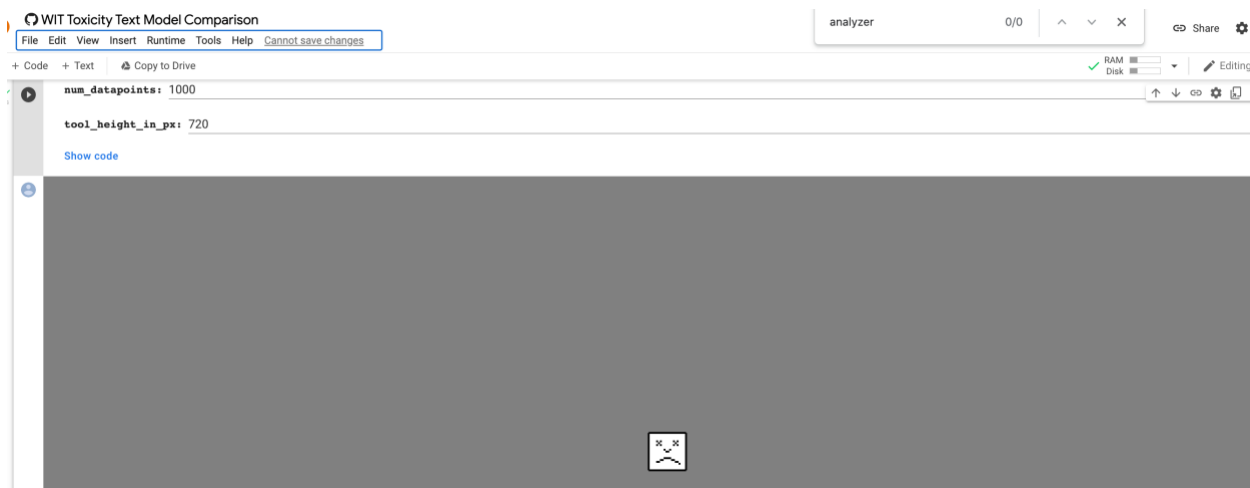 WIT Toxicity Text Model Comparison
File Edit View Insert Runtime Tools Help Cannot save changes
analyzer 0/0
Share
+ Code + Text Copy to Drive
RAM
Disk
Editing
num_datapoints: 1000
tool_height_in_px: 720
Show code